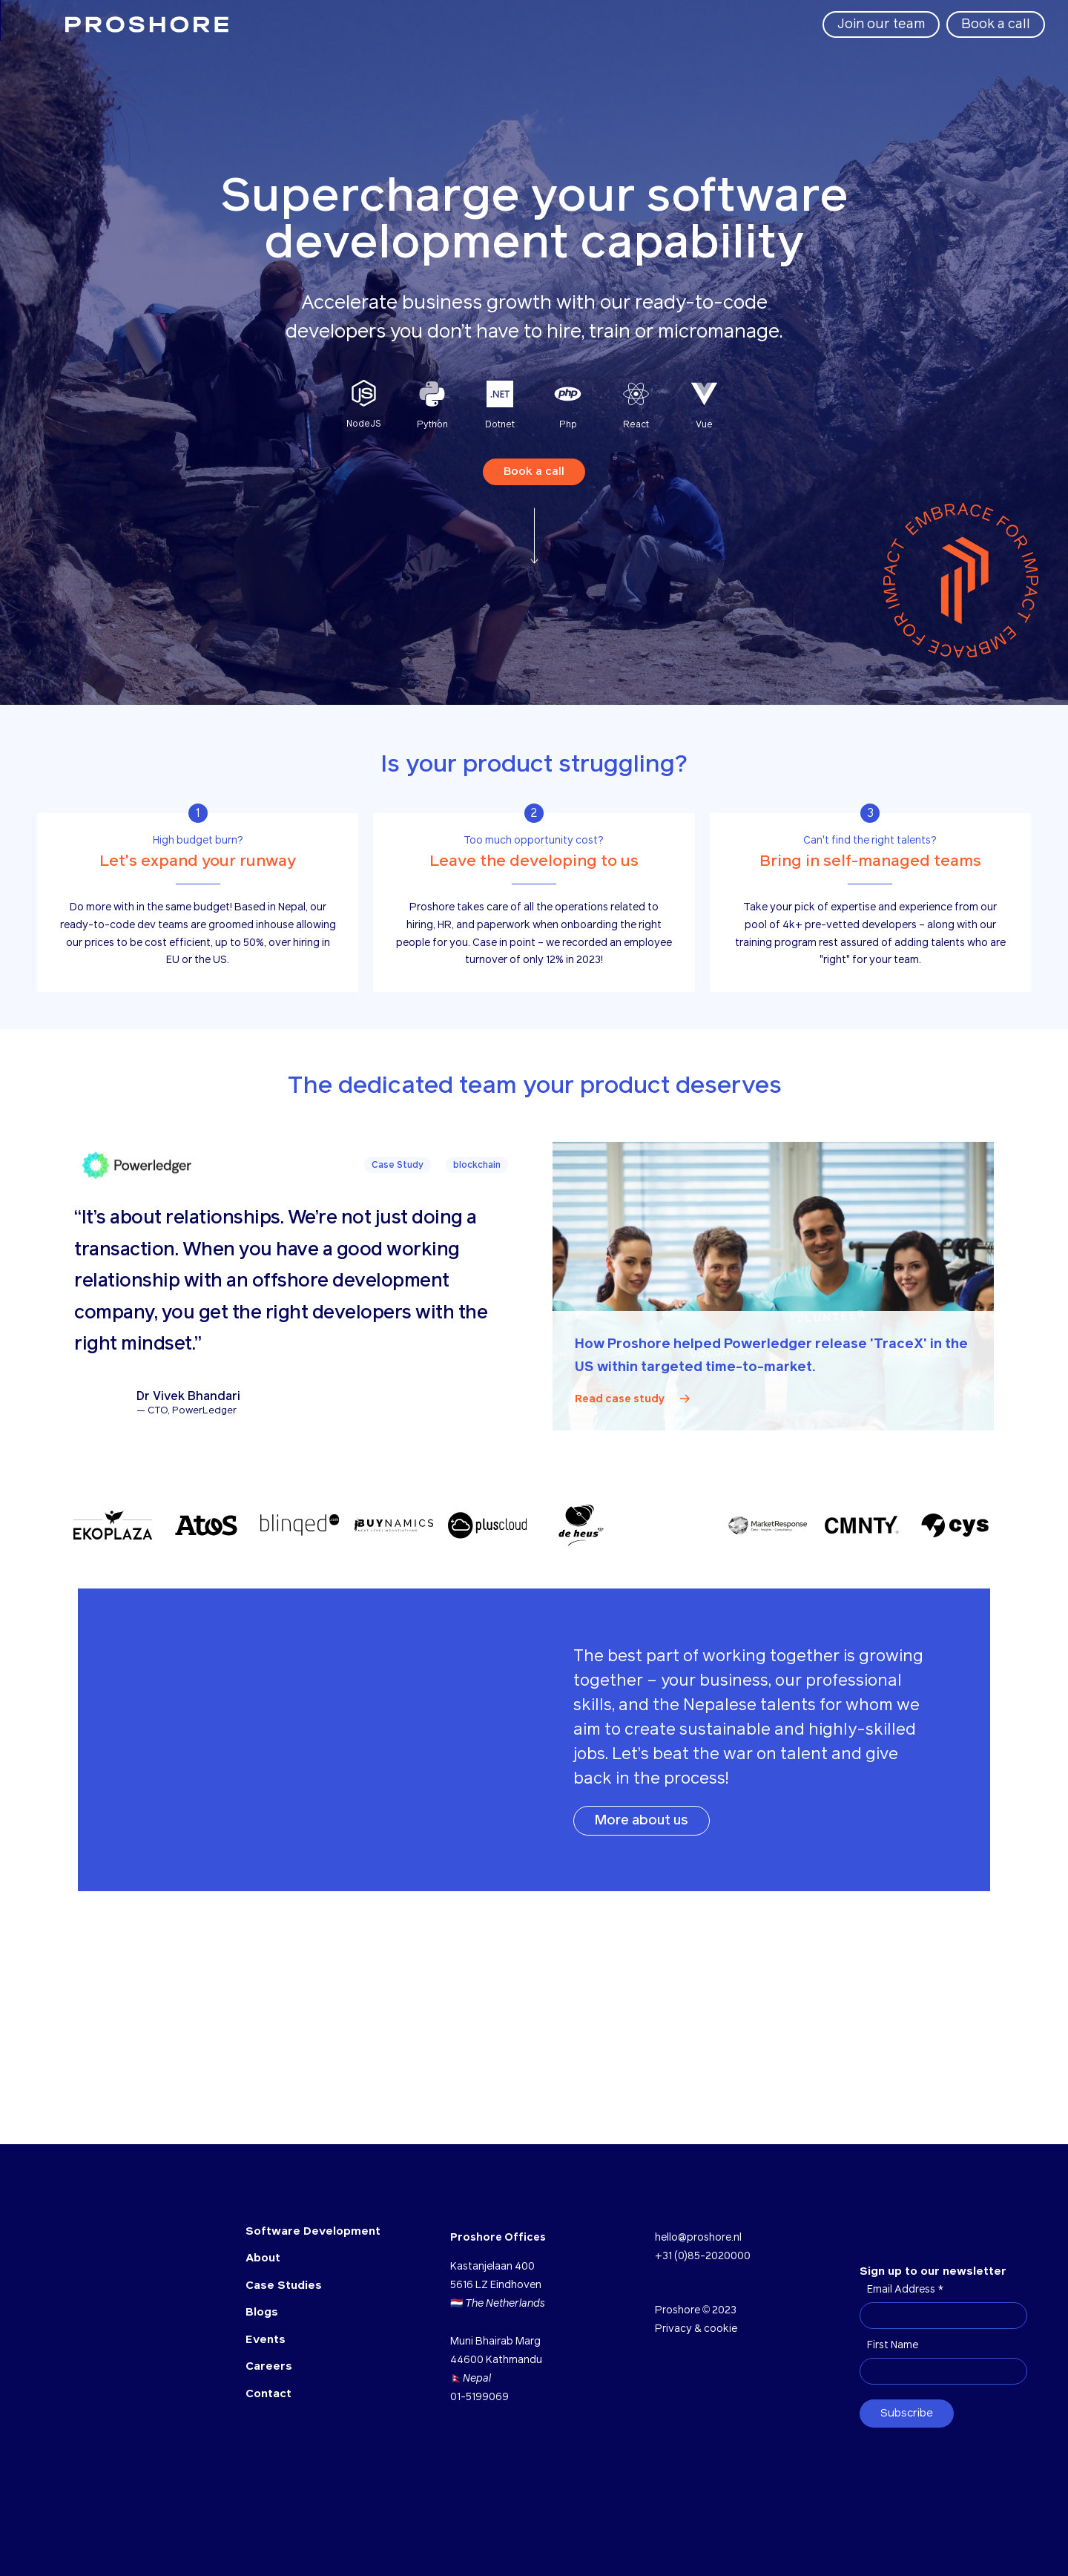 PROSHORE
Join our team
Book a call
Supercharge your software
development capability
Accelerate business growth with our ready-to-code
developers you don't have to hire, train or micromanage.
JS
.NET
php
NodeJS
Python
Dotnet
Php
React
Vue
Book a call
EMBRACE FOR IMPACT EMBRACE FOR IMPACT
Is your product struggling?
1
High budget burn?
Let's expand your runway
Do more with in the same budget! Based in Nepal, our
ready-to-code dev teams are groomed inhouse allowing
our prices to be cost efficient, up to 50%, over hiring in
EU or the US.
2
Too much opportunity cost?
Leave the developing to us
Proshore takes care of all the operations related to
hiring, HR, and paperwork when onboarding the right
people for you. Case in point – we recorded an employee
turnover of only 12% in 2023!
3
Can't find the right talents?
Bring in self-managed teams
Take your pick of expertise and experience from our
pool of 4k+ pre-vetted developers – along with our
training program rest assured of adding talents who are
"right" for your team.
The dedicated team your product deserves
Powerledger
Case Study
blockchain
“It’s about relationships. We’re not just doing a
transaction. When you have a good working
relationship with an offshore development
company, you get the right developers with the
right mindset.”
Dr Vivek Bhandari
— CTO, PowerLedger
VOLUNTEER
How Proshore helped Powerledger release 'TraceX' in the
US within targeted time-to-market.
Read case study
EKOPLAZA
Atos
blinqed
BUYNAMICS
NEXT LEVEL NEGOTIATIONS
pluscloud
de heus
MarketResponse
CMNTY
cys
The best part of working together is growing
together – your business, our professional
skills, and the Nepalese talents for whom we
aim to create sustainable and highly-skilled
jobs. Let's beat the war on talent and give
back in the process!
More about us
Software Development
About
Case Studies
Blogs
Events
Careers
Contact
Proshore Offices
Kastanjelaan 400
5616 LZ Eindhoven
🇳🇱 The Netherlands
Muni Bhairab Marg
44600 Kathmandu
🇳🇵 Nepal
01-5199069
hello@proshore.nl
+31 (0)85-2020000
Proshore © 2023
Privacy & cookie
Sign up to our newsletter
Email Address *
First Name
Subscribe